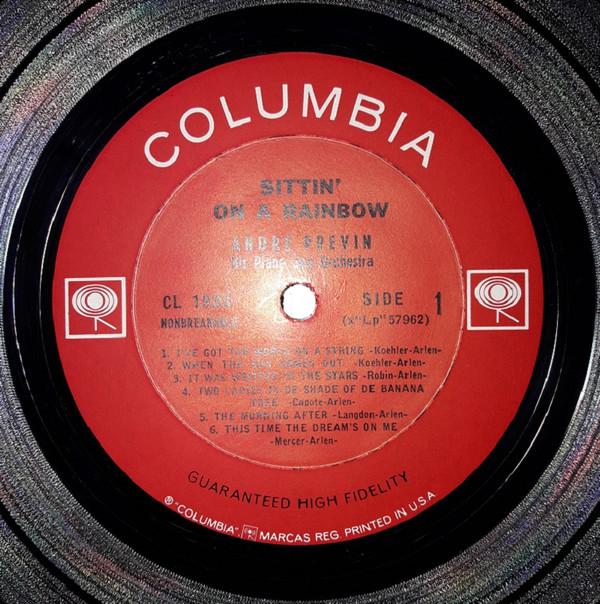 COLUMBIA
SITTIN'
ON A RAINBOW
ANDRÉ PREVIN
His Piano and Orchestra
CL SIDE 1
NONBREAKABLE (x"Lp"57962)
1. I'VE GOT THE WORLD ON A STRING -Koehler-Arlen-
2. WHEN THE SUN COMES OUT -Koehler-Arlen-
3. IT WAS WRITTEN IN THE STARS -Robin-Arlen-
4. TWO LADIES IN DE SHADE OF DE BANANA
TREE -Capote-Arlen-
5. THE MORNING AFTER -Langdon-Arlen-
6. THIS TIME THE DREAM'S ON ME
-Mercer-Arlen-
GUARANTEED HIGH FIDELITY
® "COLUMBIA", MARCAS REG. PRINTED IN U.S.A.